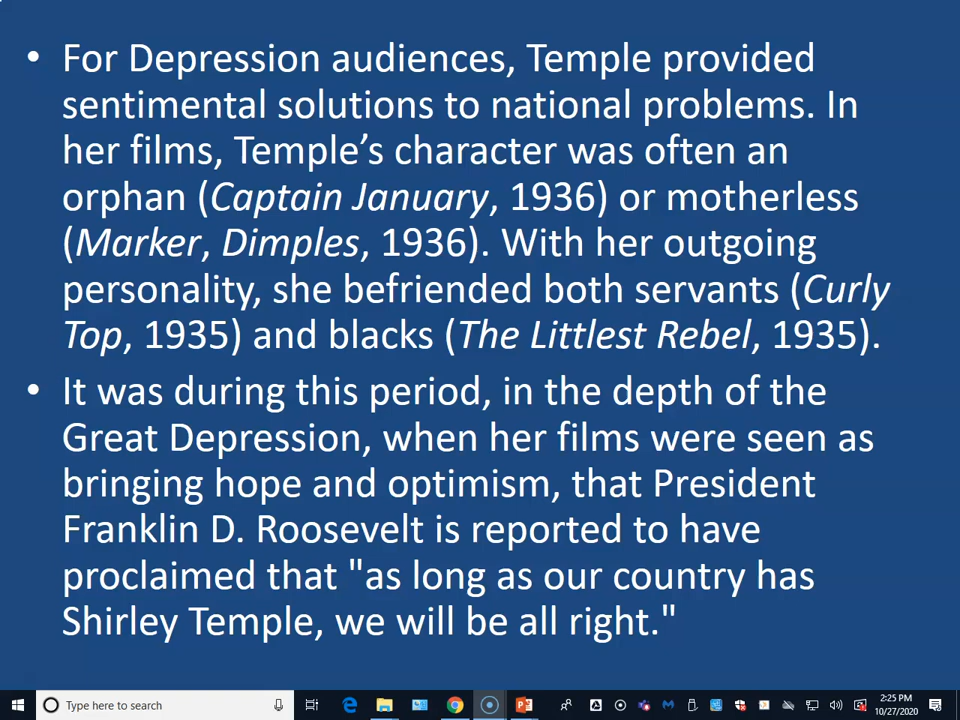 • For Depression audiences, Temple provided
sentimental solutions to national problems. In
her films, Temple’s character was often an
orphan (Captain January, 1936) or motherless
(Marker, Dimples, 1936). With her outgoing
personality, she befriended both servants (Curly
Top, 1935) and blacks (The Littlest Rebel, 1935).
• It was during this period, in the depth of the
Great Depression, when her films were seen as
bringing hope and optimism, that President
Franklin D. Roosevelt is reported to have
proclaimed that "as long as our country has
Shirley Temple, we will be all right."
Type here to search
2:25 PM
10/27/2020